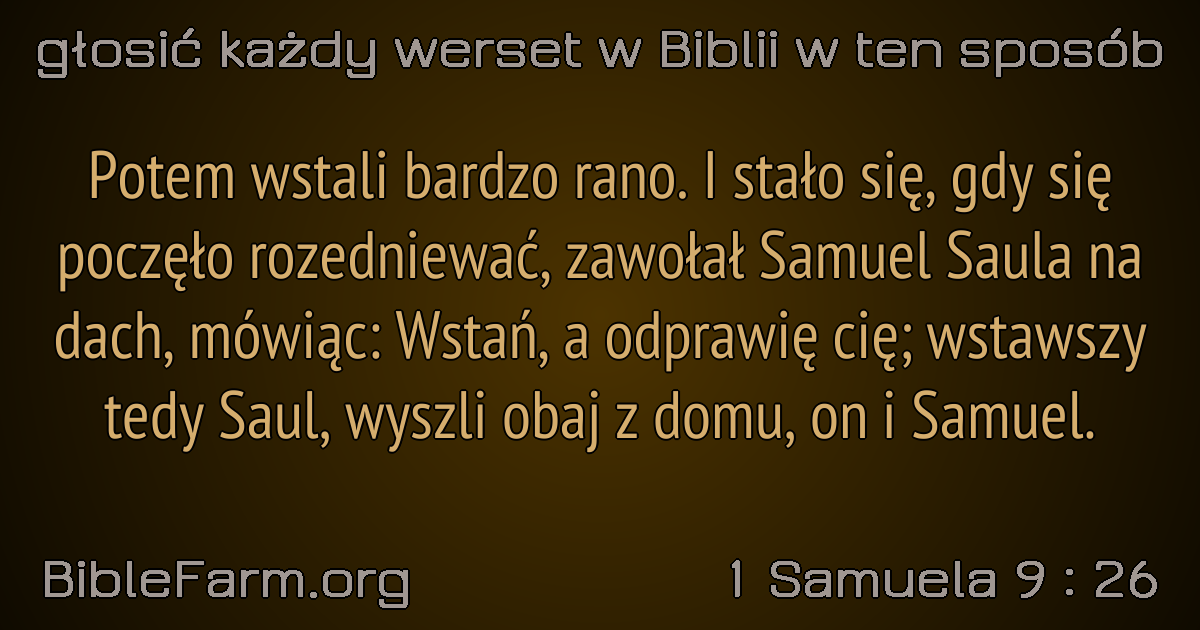 głosić każdy werset w Biblii w ten sposób
Potem wstali bardzo rano. I stało się, gdy się
poczęło rozedniewać, zawołał Samuel Saula na
dach, mówiąc: Wstań, a odprawię cię; wstawszy
tedy Saul, wyszli obaj z domu, on i Samuel.
BibleFarm.org
1 Samuela 9 : 26